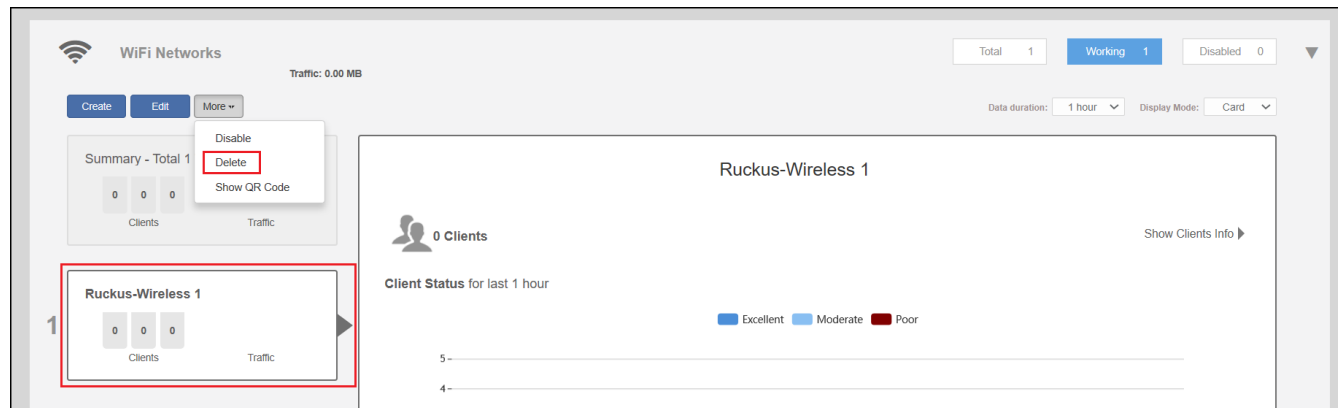 WiFi Networks
Total 1 Working 1 Disabled 0
Traffic: 0.00 MB
Create Edit More
Data duration: 1 hour Display Mode: Card
Disable
Delete
Show QR Code
Summary - Total 1
0 0 0
Clients Traffic
Ruckus-Wireless 1
0 Clients
Show Clients Info
Client Status for last 1 hour
Excellent Moderate Poor
5
4
1
Ruckus-Wireless 1
0 0 0
Clients Traffic